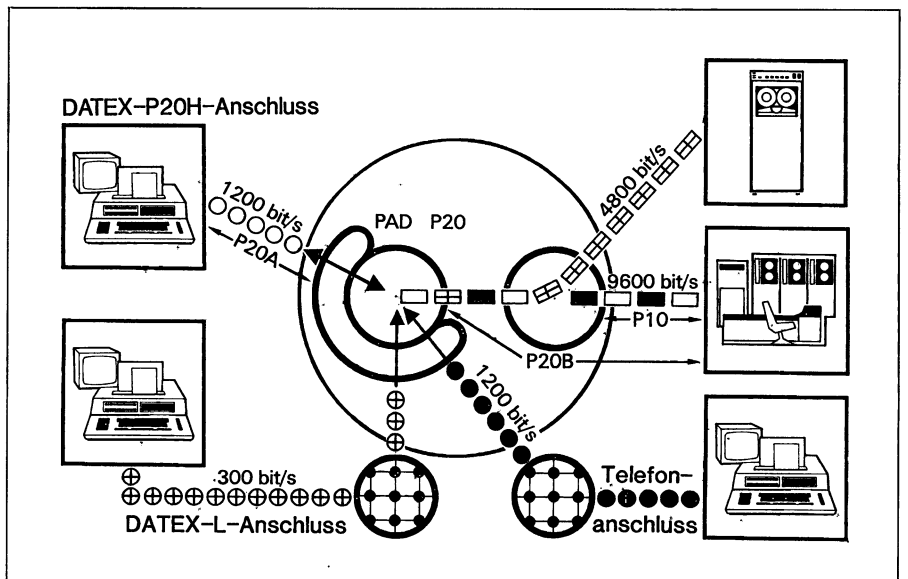 DATEX-P20H-Anschluss
1200 bit/s
P20A
PAD P20
4800 bit/s
9600 bit/s
P10
P20B
1200 bit/s
300 bit/s
DATEX-L-Anschluss
Telefon-
anschluss